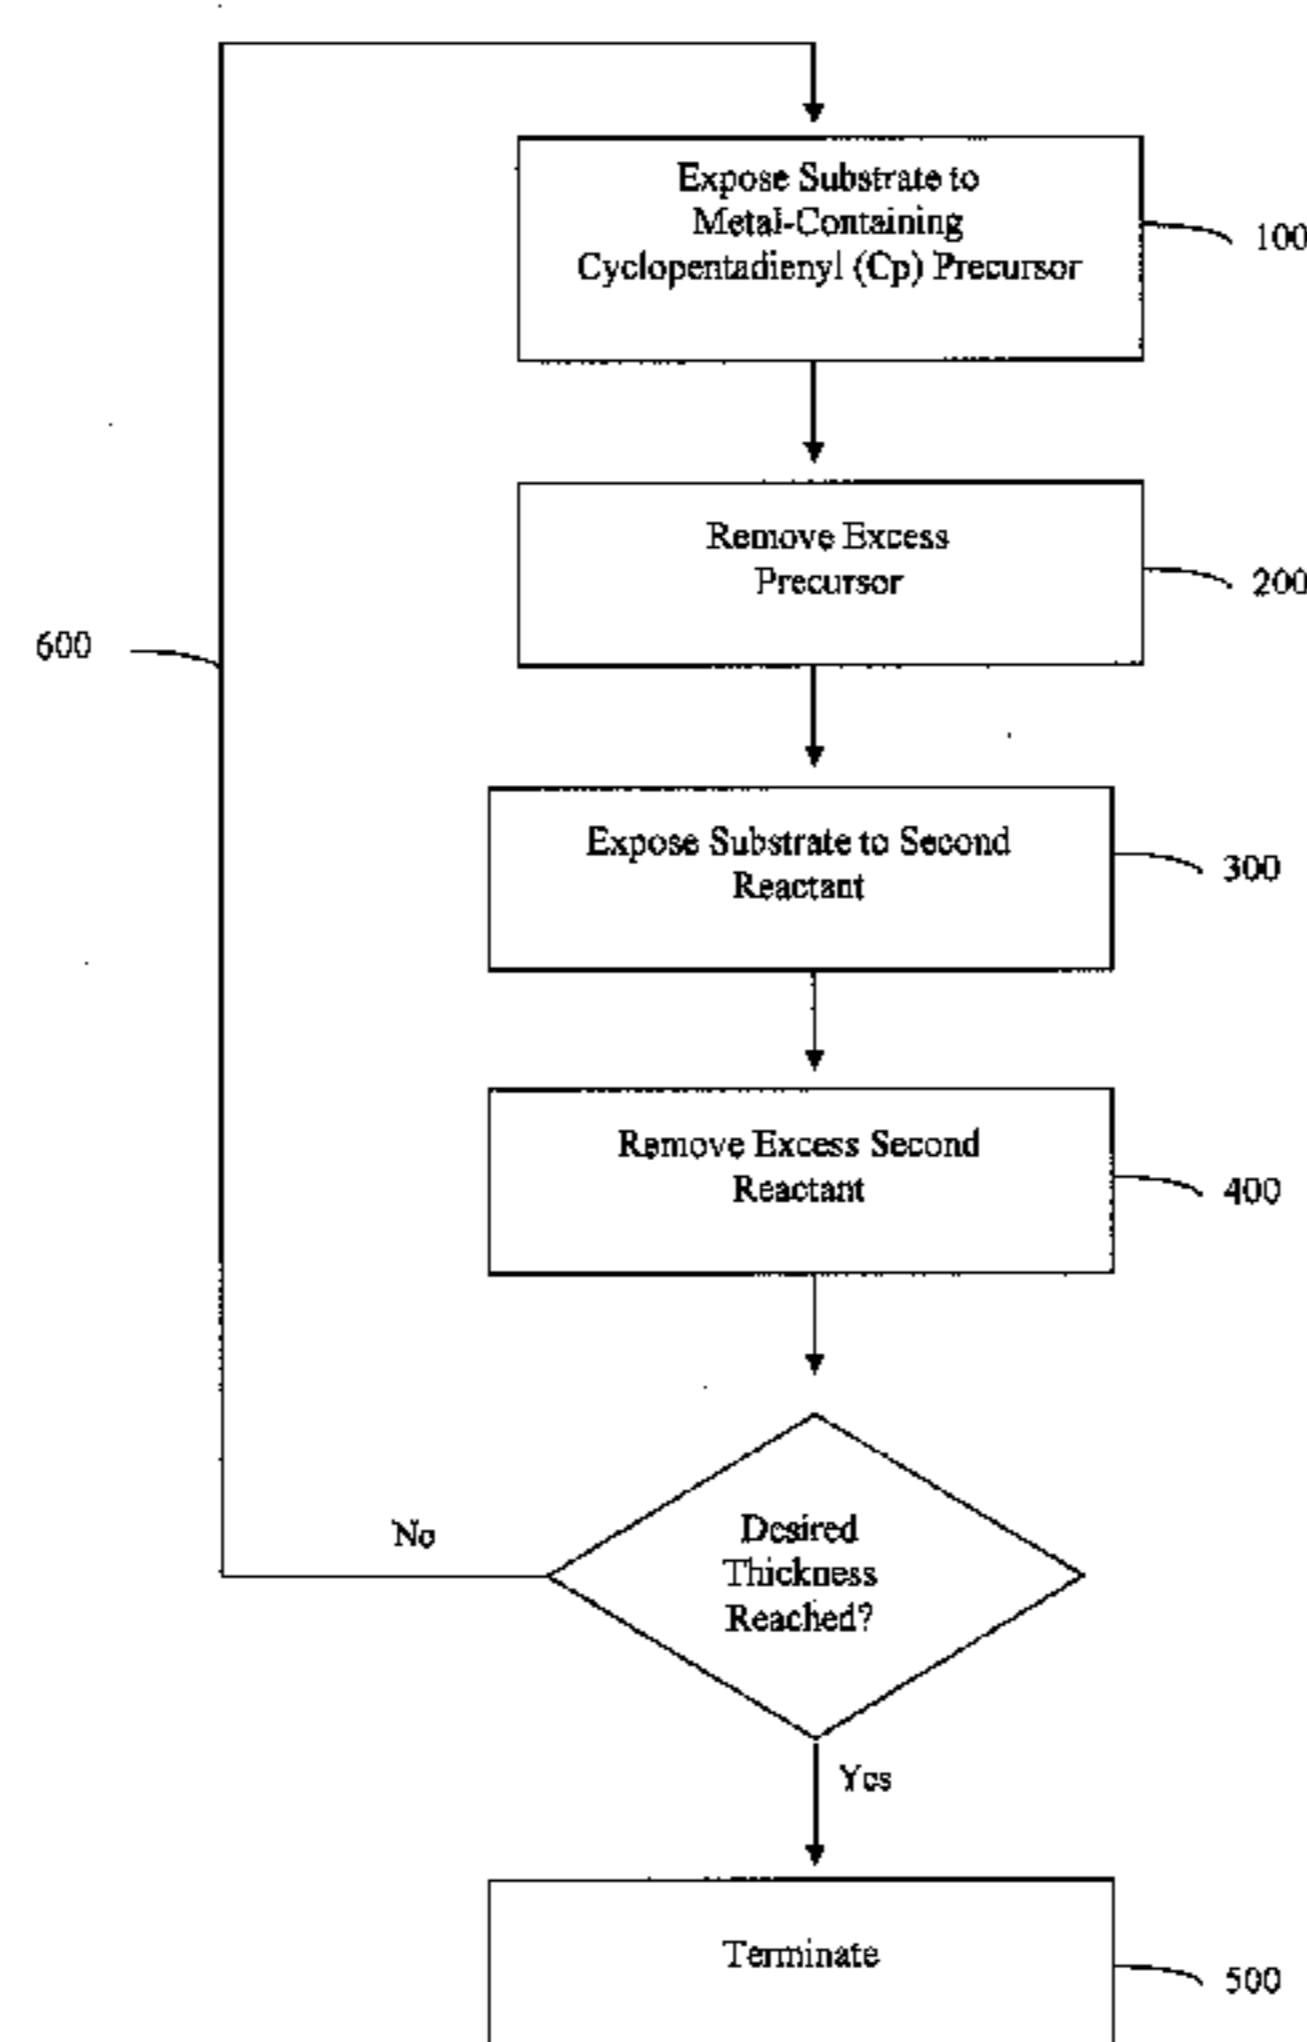 Expose Substrate to
Metal-Containing
Cyclopentadienyl (Cp) Precursor
100
Remove Excess
Precursor
200
600
Expose Substrate to Second
Reactant
300
Remove Excess Second
Reactant
400
No
Desired
Thickness
Reached?
Yes
Terminate
500